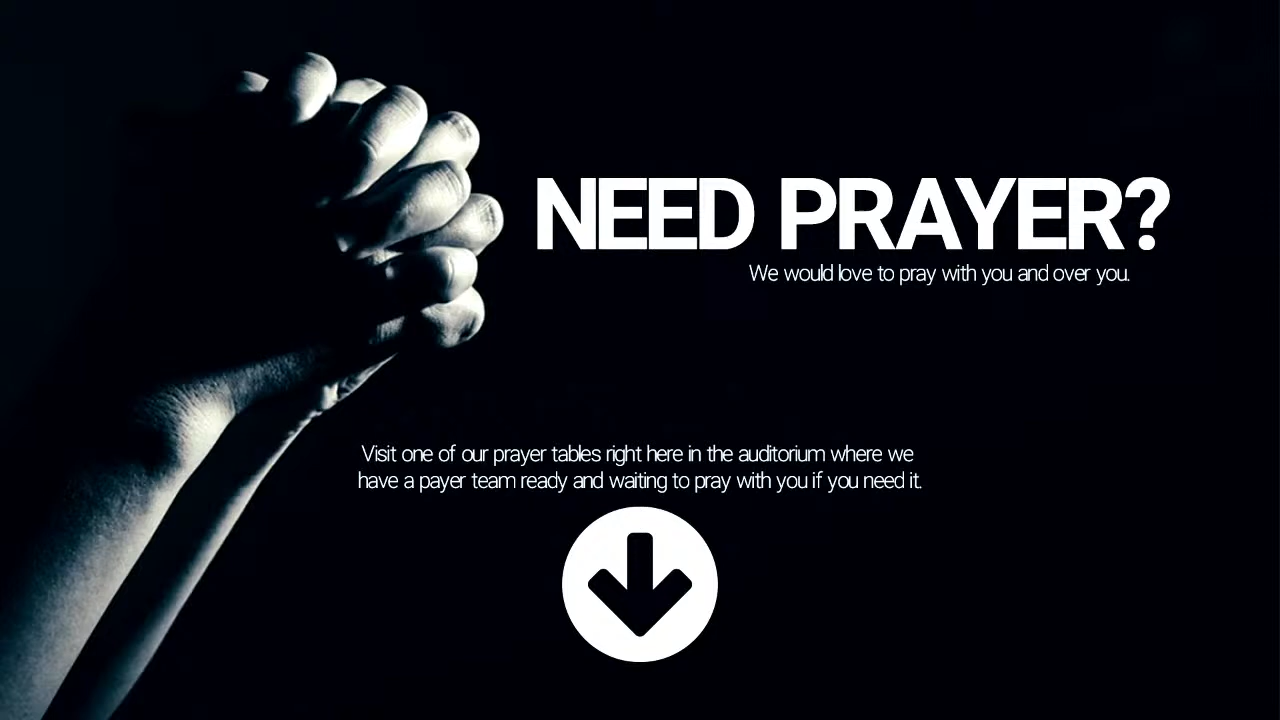 NEED PRAYER?
We would love to pray with you and over you.
Visit one of our prayer tables right here in the auditorium where we
have a payer team ready and waiting to pray with you if you need it.